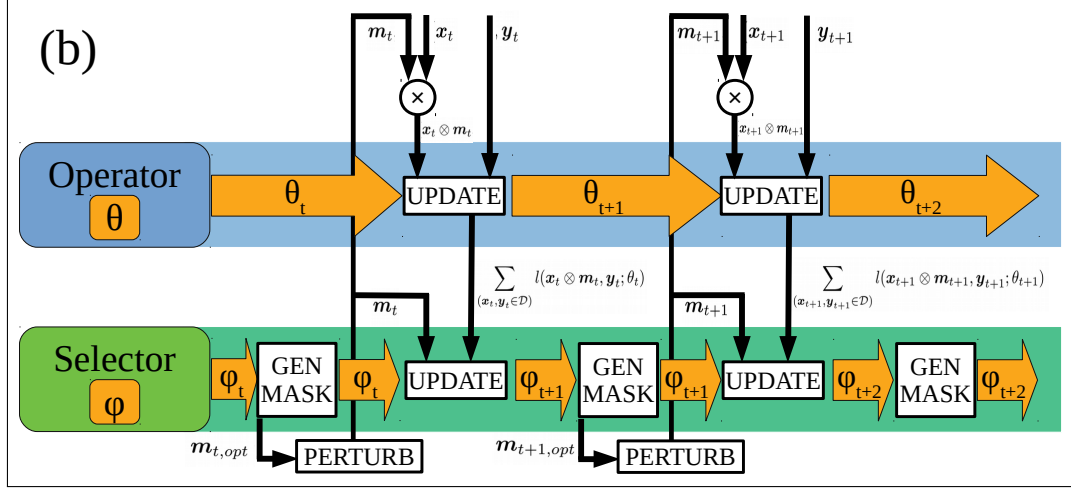 (b)
m_t x_t , y_t m_{t+1} x_{t+1} y_{t+1}
× ×
x_t ⊗ m_t x_{t+1} ⊗ m_{t+1}
Operator
θ
θ_t UPDATE θ_{t+1} UPDATE θ_{t+2}
∑ l(x_t ⊗ m_t, y_t; θ_t) ∑ l(x_{t+1} ⊗ m_{t+1}, y_{t+1}; θ_{t+1})
(x_t, y_t ∈ D) (x_{t+1}, y_{t+1} ∈ D)
m_t m_{t+1}
Selector
φ
φ_t GEN MASK φ_t UPDATE φ_{t+1} GEN MASK φ_{t+1} UPDATE φ_{t+2} GEN MASK φ_{t+2}
m_{t,opt} PERTURB m_{t+1,opt} PERTURB